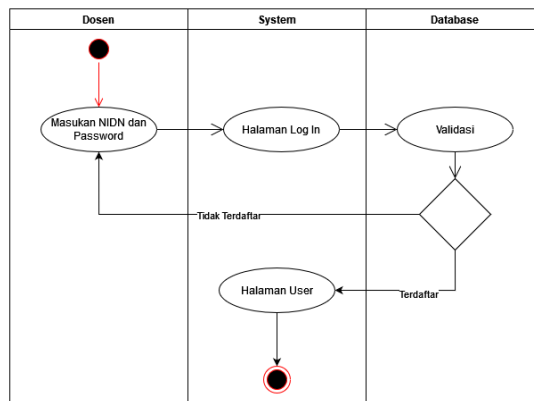 Dosen
System
Database
Masukan NIDN dan
Password
Halaman Log In
Validasi
Tidak Terdaftar
Halaman User
Terdaftar